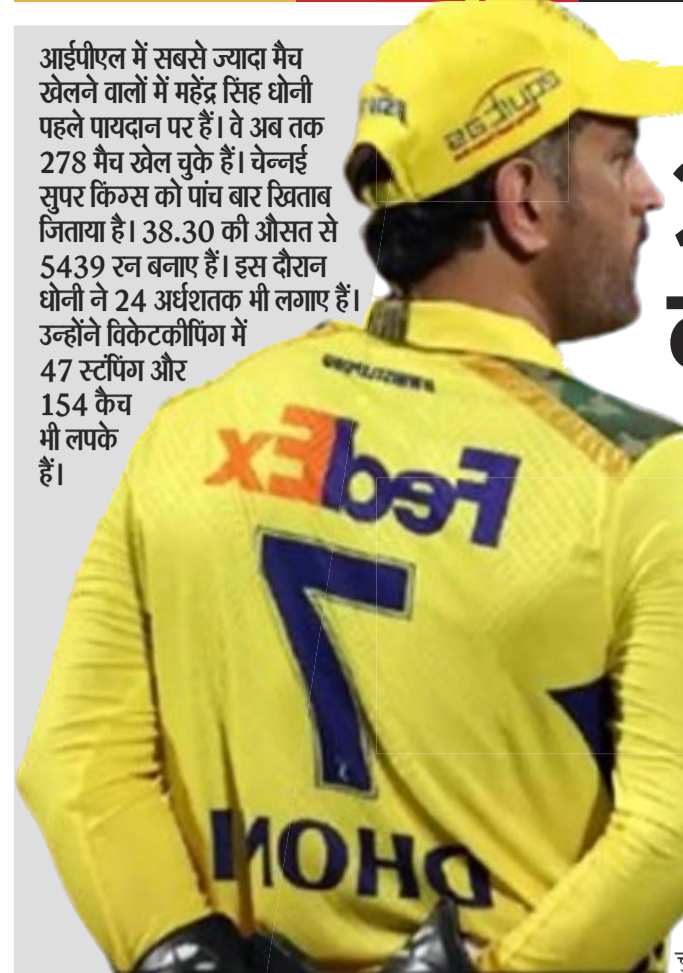 आईपीएल में सबसे ज्यादा मैच
खेलने वालों में महेंद्र सिंह धोनी
पहले पायदान पर हैं। वे अब तक
278 मैच खेल चुके हैं। चेन्नई
सुपर किंग्स को पांच बार खिताब
जिताया है। 38.30 की औसत से
5439 रन बनाए हैं। इस दौरान
धोनी ने 24 अर्धशतक भी लगाए हैं।
उन्होंने विकेटकीपिंग में
47 स्टंपिंग और
154 कैच
भी लपके
हैं।
FedEx
7
DHONI